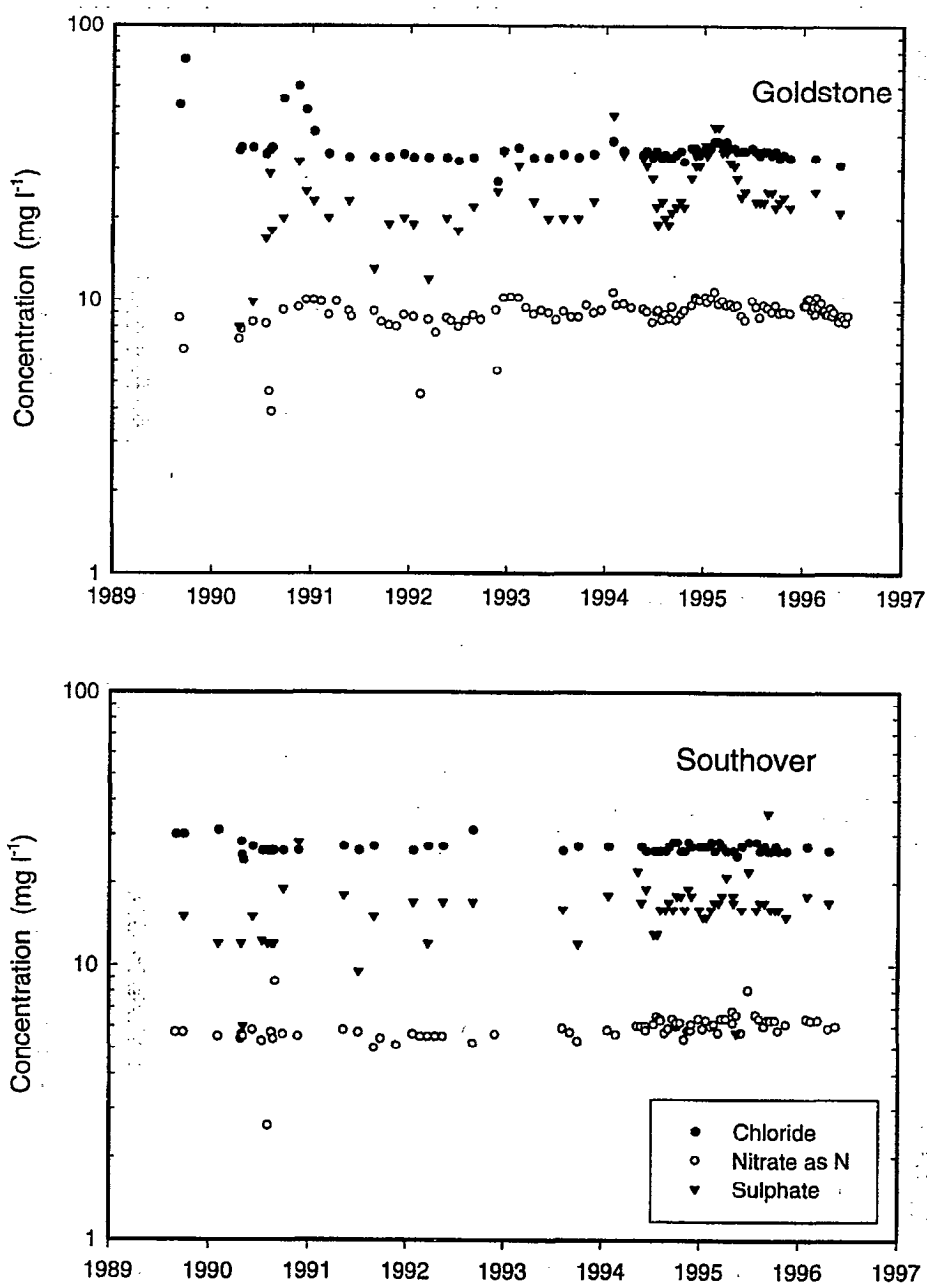 100
Goldstone
10
1
Concentration (mg l-1)
1989 1990 1991 1992 1993 1994 1995 1996 1997
100
Southover
10
1
Concentration (mg l-1)
Chloride
Nitrate as N
Sulphate
1989 1990 1991 1992 1993 1994 1995 1996 1997